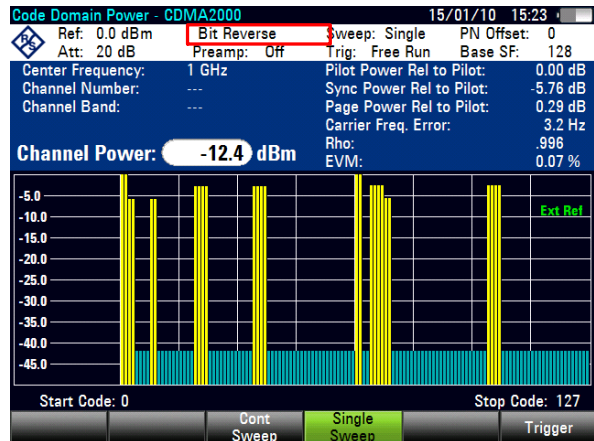 Code Domain Power - CDMA2000 15/01/10 15:23
Ref: 0.0 dBm Bit Reverse Sweep: Single PN Offset: 0
Att: 20 dB Preamp: Off Trig: Free Run Base SF: 128
Center Frequency: 1 GHz Pilot Power Rel to Pilot: 0.00 dB
Channel Number: --- Sync Power Rel to Pilot: -5.76 dB
Channel Band: --- Page Power Rel to Pilot: 0.29 dB
Carrier Freq. Error: 3.2 Hz
Rho: .996
Channel Power: -12.4 dBm EVM: 0.07 %
-5.0
Ext Ref
-10.0
-15.0
-20.0
-25.0
-30.0
-35.0
-40.0
-45.0
Start Code: 0 Stop Code: 127
Cont Sweep Single Sweep Trigger